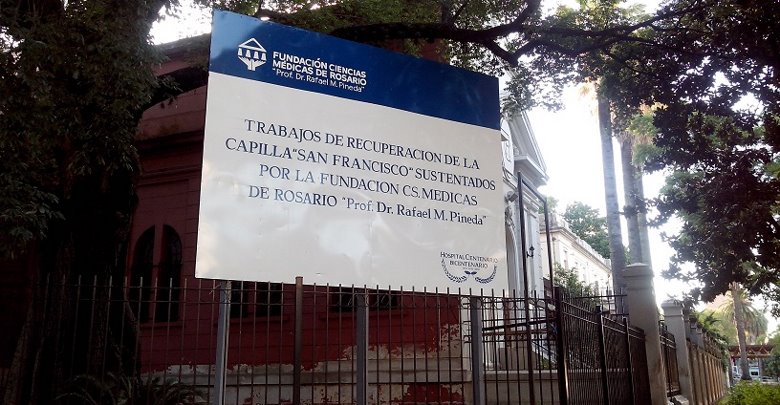 FUNDACIÓN CIENCIAS
MÉDICAS DE ROSARIO
"Prof. Dr. Rafael M. Pineda"
TRABAJOS DE RECUPERACION DE LA
CAPILLA "SAN FRANCISCO" SUSTENTADOS
POR LA FUNDACION CS. MEDICAS
DE ROSARIO "Prof. Dr. Rafael M. Pineda"
HOSPITAL CENTENARIO
BICENTENARIO